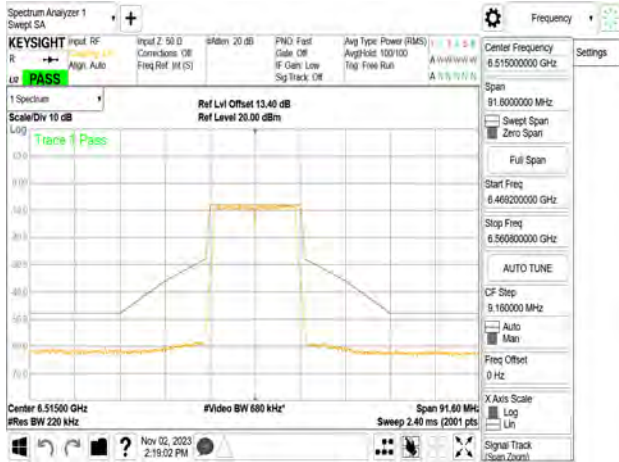 Spectrum Analyzer 1
Swept SA
Frequency
KEYSIGHT
Input: RF
Align: Auto
Input Z: 50 Ω
Corrections: Off
Freq Ref: Int (S)
#Atten: 20 dB
PNO: Fast
Gate: Off
IF Gain: Low
Sig Track: Off
Avg Type: Power (RMS)
Avg|Hold: 100/100
Trig: Free Run
PASS
Settings
1 Spectrum
Scale/Div 10 dB
Log
Ref Lvl Offset 13.40 dB
Ref Level 20.00 dBm
Trace 1 Pass
Center 6.51500 GHz
#Res BW 220 kHz
#Video BW 680 kHz*
Span 91.60 MHz
Sweep 2.40 ms (2001 pts
Nov 02, 2023
2:19:02 PM
Center Frequency
6.515000000 GHz
Span
91.6000000 MHz
Swept Span
Zero Span
Full Span
Start Freq
6.469200000 GHz
Stop Freq
6.560800000 GHz
AUTO TUNE
CF Step
9.160000 MHz
Auto
Man
Freq Offset
0 Hz
X Axis Scale
Log
Lin
Signal Track
(Span Zoom)